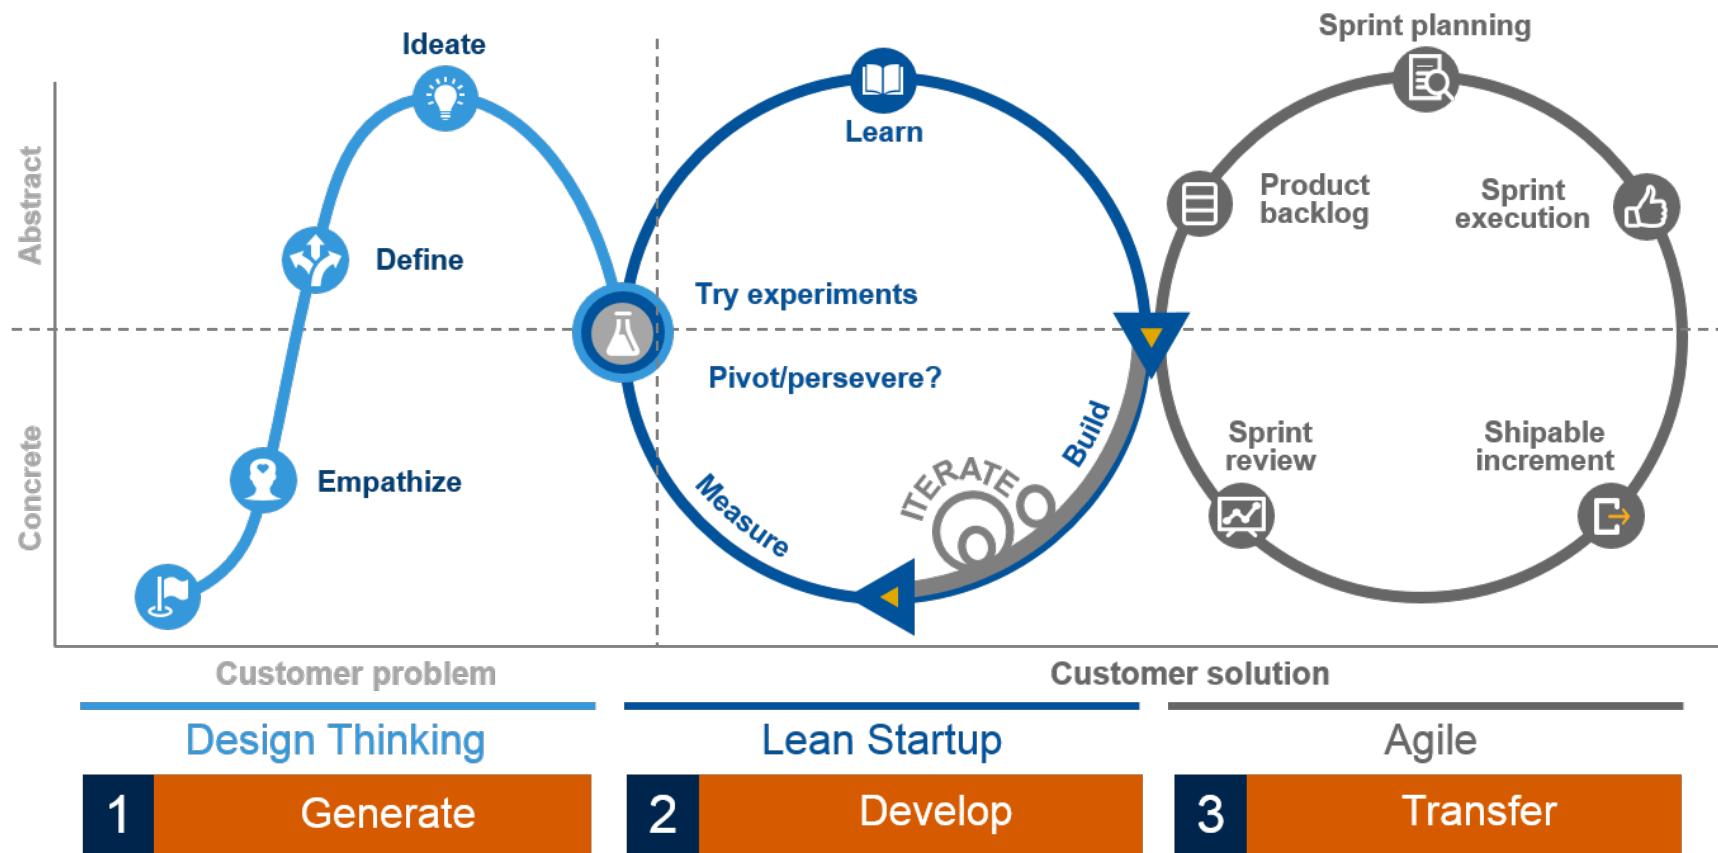 Ideate
Sprint planning
Learn
Product
backlog
Sprint
execution
Define
Abstract
Try experiments
Pivot/persevere?
Build
Sprint
review
Shipable
increment
ITERATE
Empathize
Measure
Concrete
Customer problem
Customer solution
Design Thinking
Lean Startup
Agile
1 Generate
2 Develop
3 Transfer